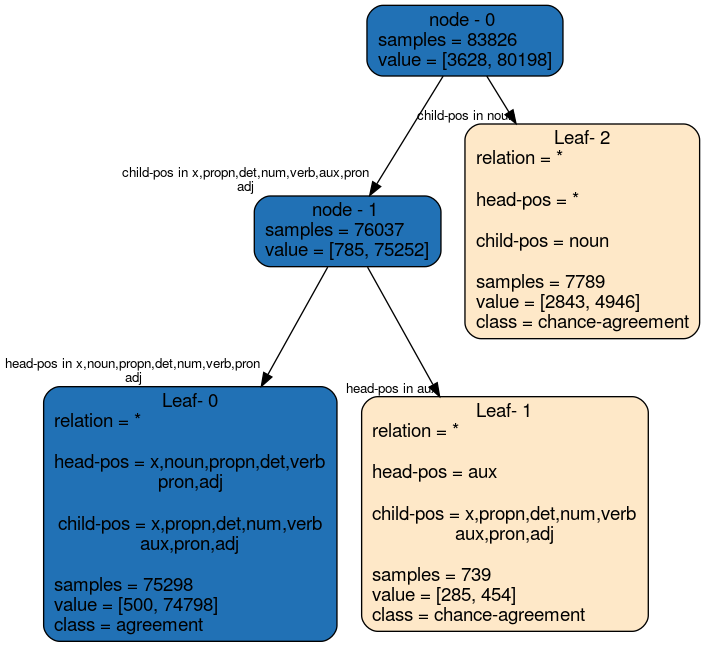 node - 0
samples = 83826
value = [3628, 80198]
child-pos in noun
Leaf- 2
relation = *
head-pos = *
child-pos = noun
samples = 7789
value = [2843, 4946]
class = chance-agreement
child-pos in x,propn,det,num,verb,aux,pron
adj
node - 1
samples = 76037
value = [785, 75252]
head-pos in x,noun,propn,det,num,verb,pron
adj
Leaf- 0
relation = *
head-pos = x,noun,propn,det,verb
pron,adj
child-pos = x,propn,det,num,verb
aux,pron,adj
samples = 75298
value = [500, 74798]
class = agreement
head-pos in aux
Leaf- 1
relation = *
head-pos = aux
child-pos = x,propn,det,num,verb
aux,pron,adj
samples = 739
value = [285, 454]
class = chance-agreement